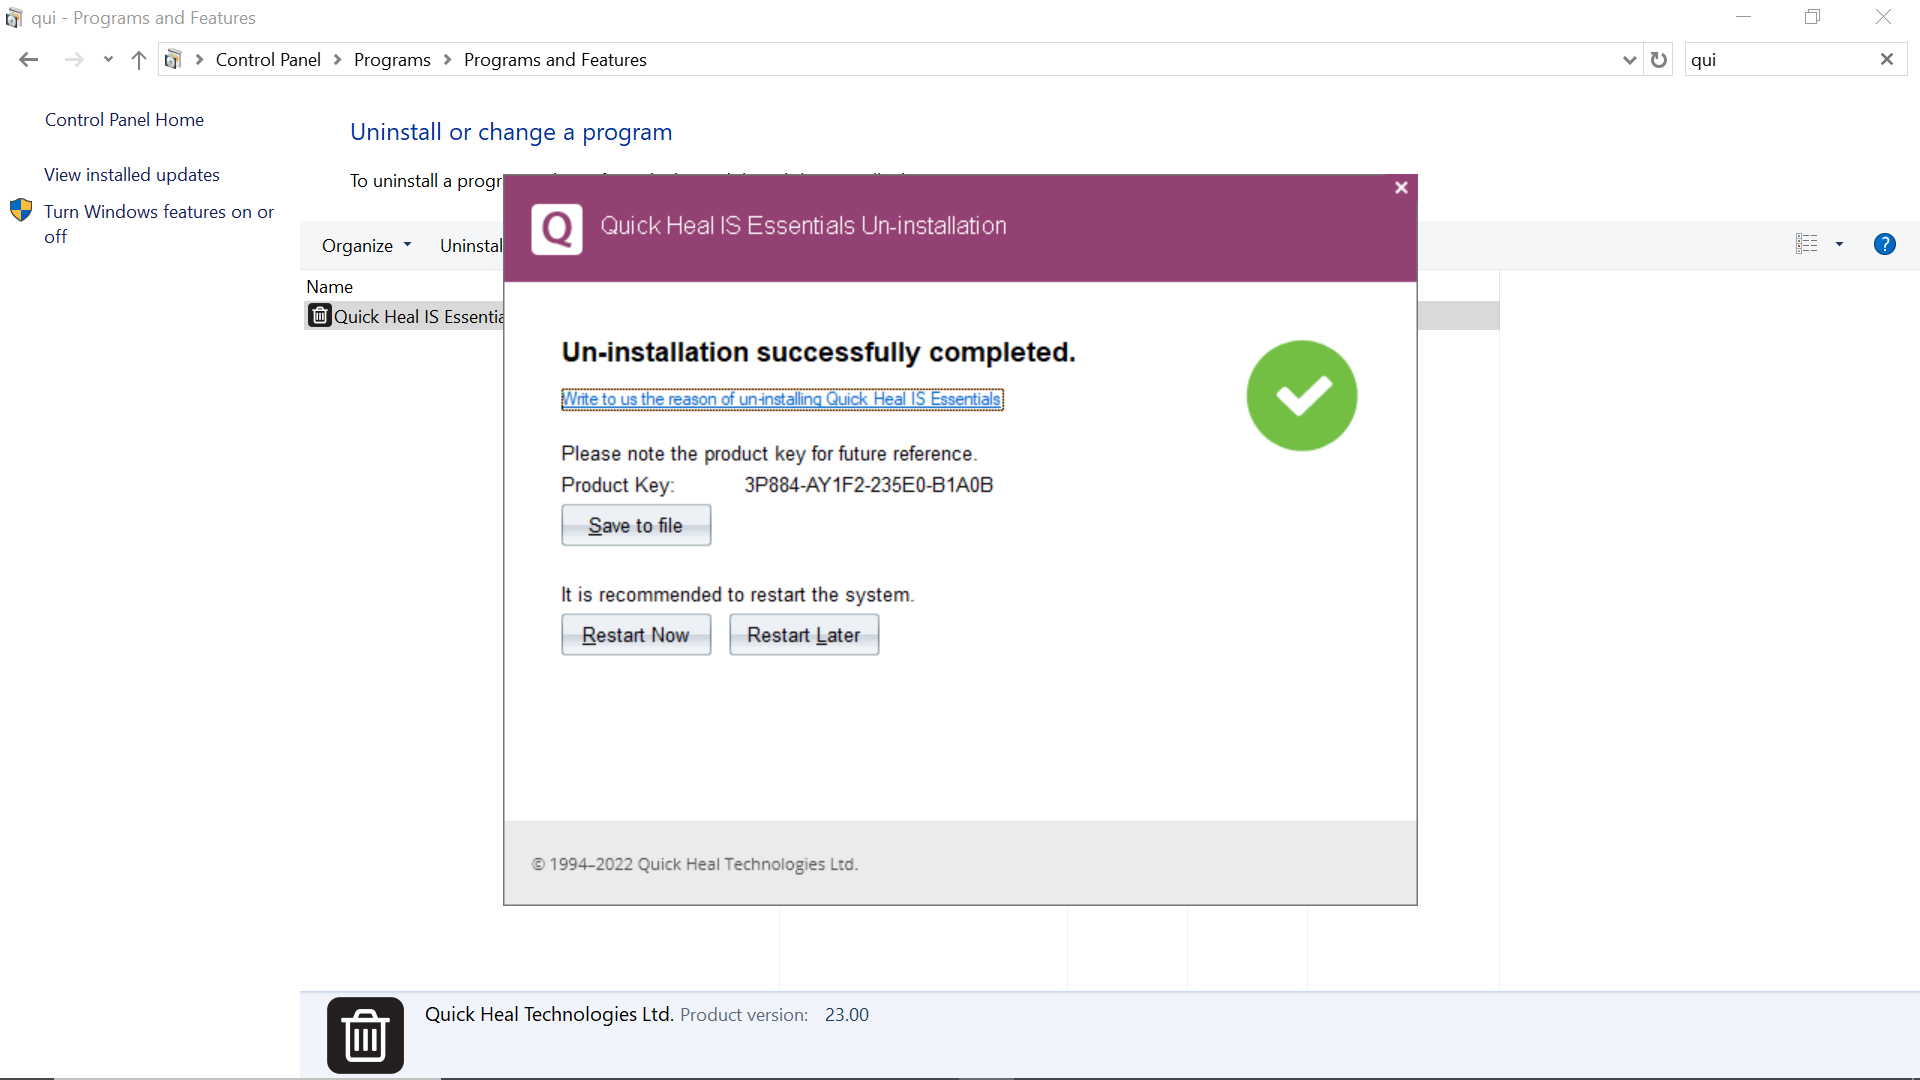 qui - Programs and Features
Control Panel Programs Programs and Features
qui
Control Panel Home
View installed updates
Turn Windows features on or
off
Uninstall or change a program
To uninstall a progr
Organize
Uninstal
?
Name
Quick Heal IS Essentia
Q
Quick Heal IS Essentials Un-installation
Un-installation successfully completed.
Write to us the reason of un-installing Quick Heal IS Essentials
Please note the product key for future reference.
Product Key: 3P884-AY1F2-235E0-B1A0B
Save to file
It is recommended to restart the system.
Restart Now Restart Later
© 1994–2022 Quick Heal Technologies Ltd.
Quick Heal Technologies Ltd. Product version: 23.00